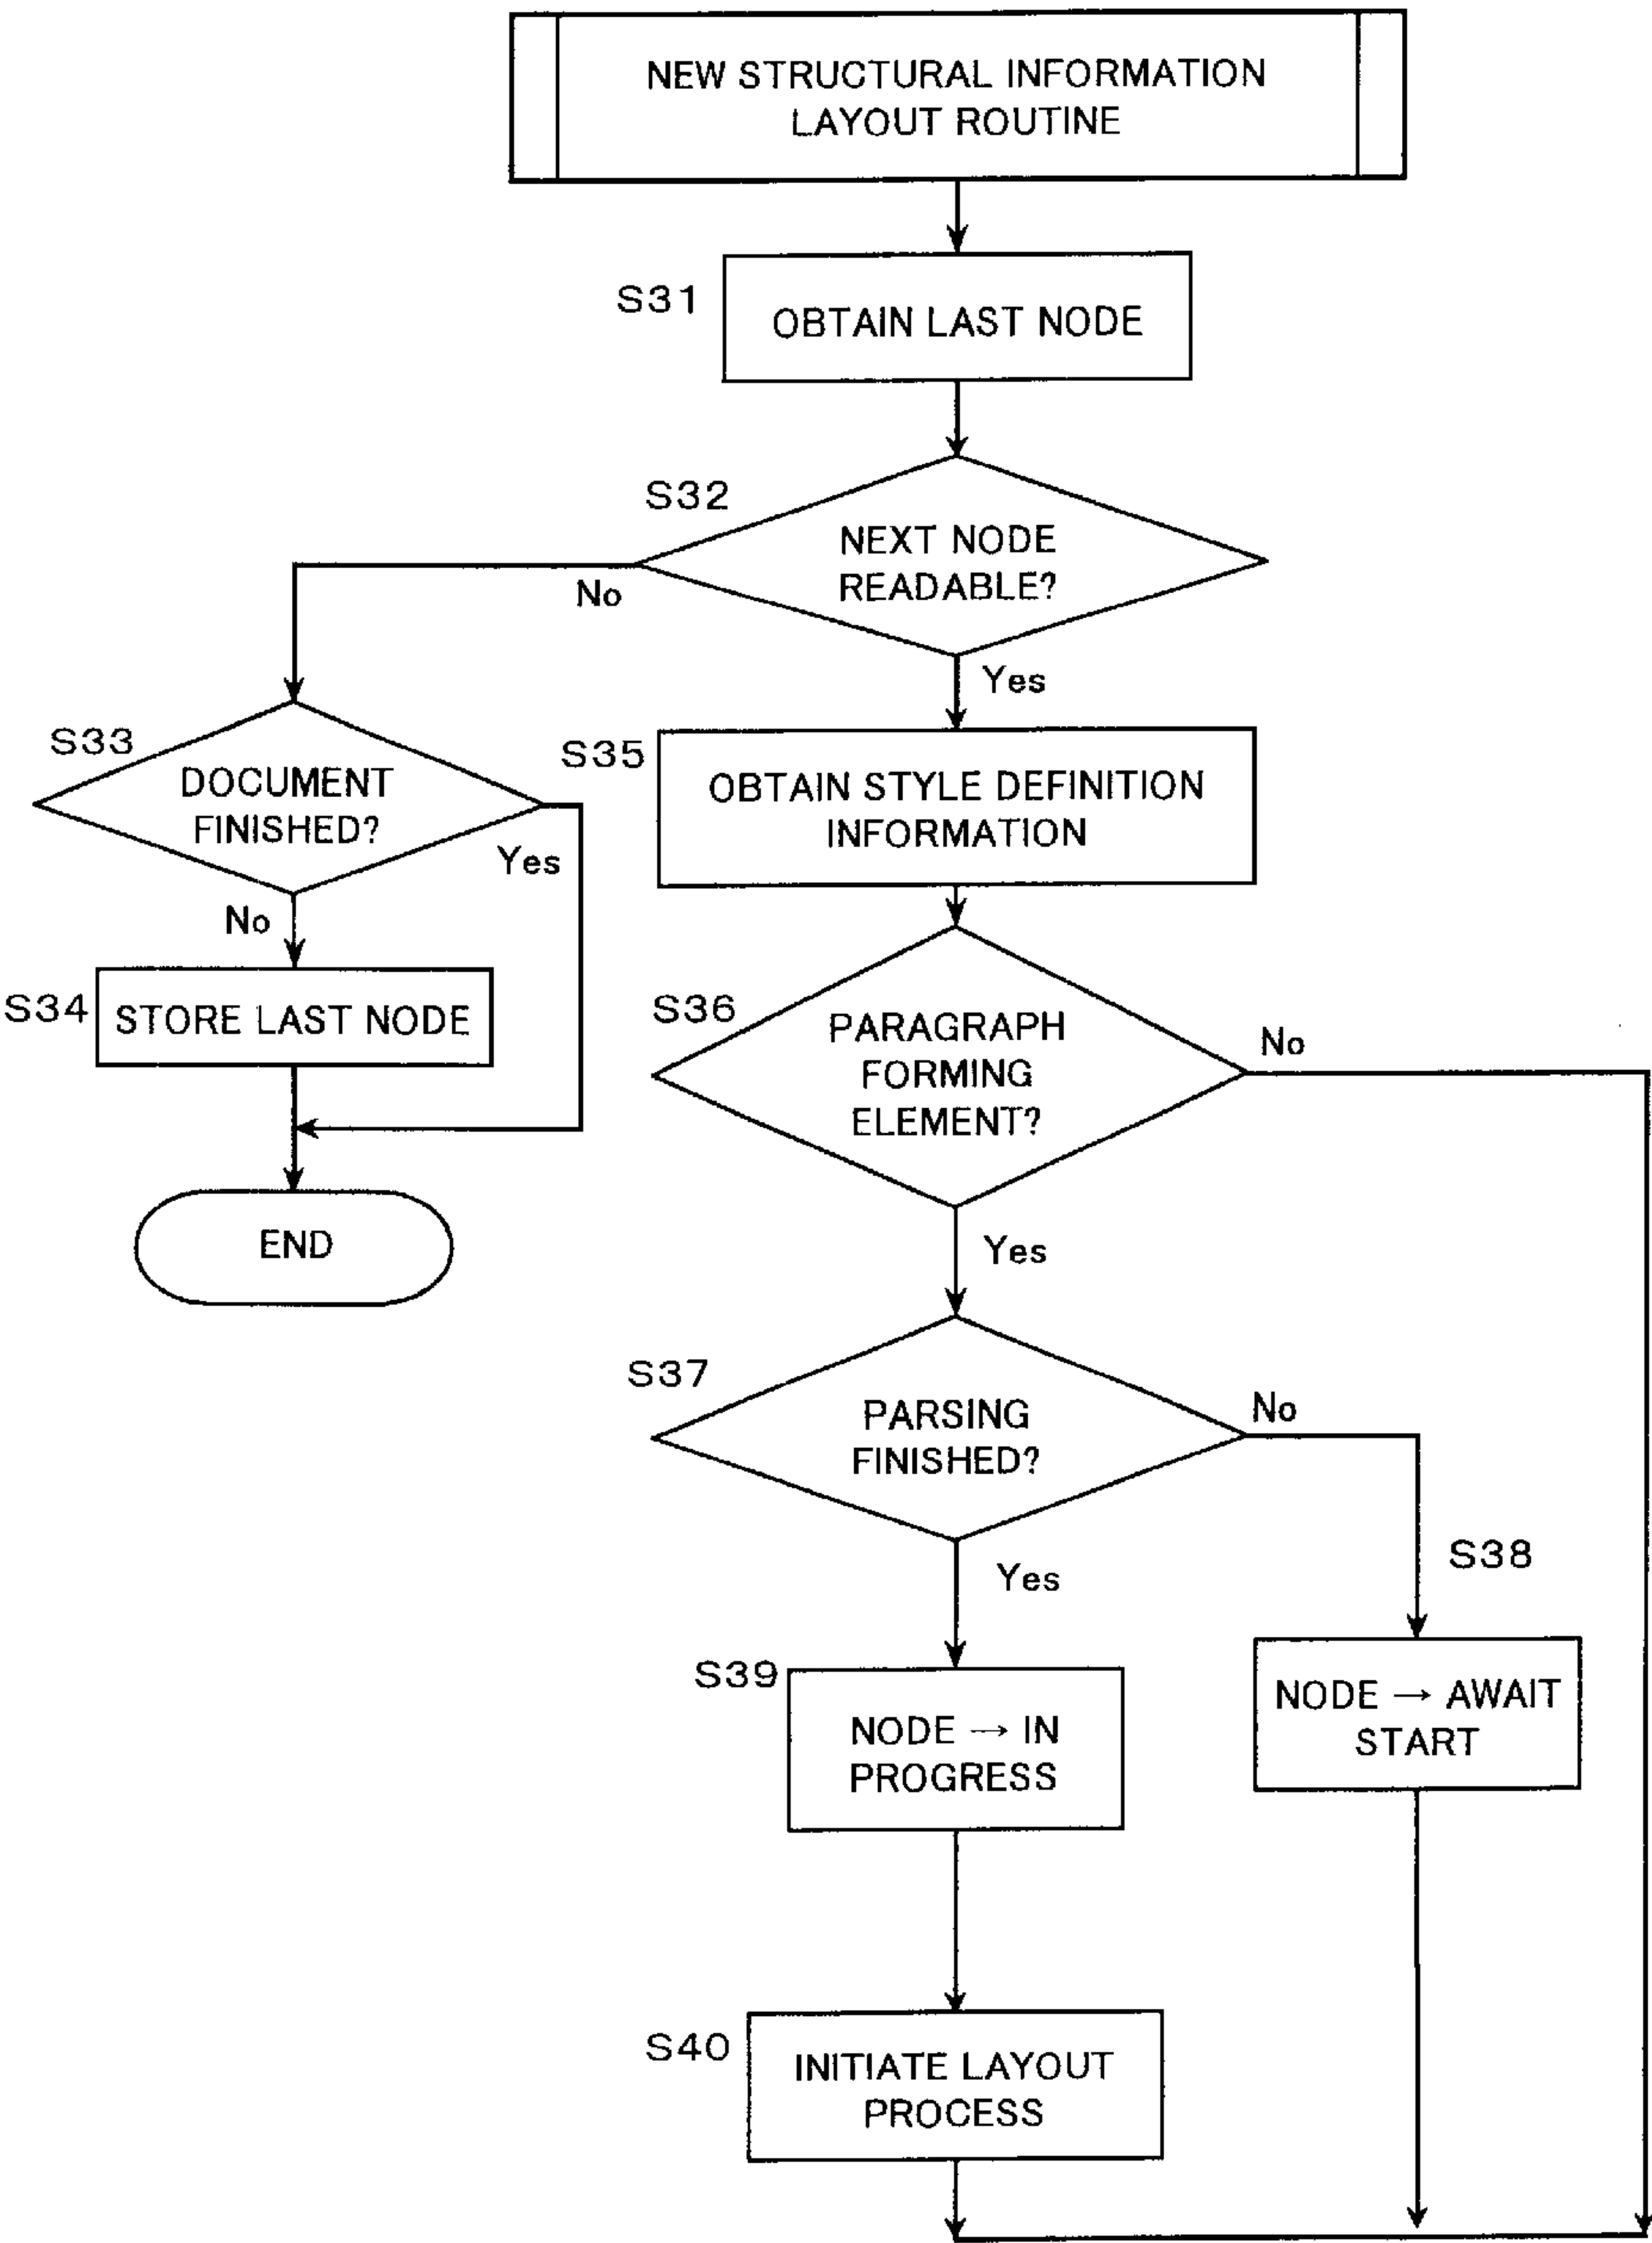 NEW STRUCTURAL INFORMATION
LAYOUT ROUTINE
S31
OBTAIN LAST NODE
S32
NEXT NODE
READABLE?
No
Yes
S33
DOCUMENT
FINISHED?
Yes
No
S34
STORE LAST NODE
END
S35
OBTAIN STYLE DEFINITION
INFORMATION
S36
PARAGRAPH
FORMING
ELEMENT?
No
Yes
S37
PARSING
FINISHED?
No
Yes
S38
NODE → AWAIT
START
S39
NODE → IN
PROGRESS
S40
INITIATE LAYOUT
PROCESS